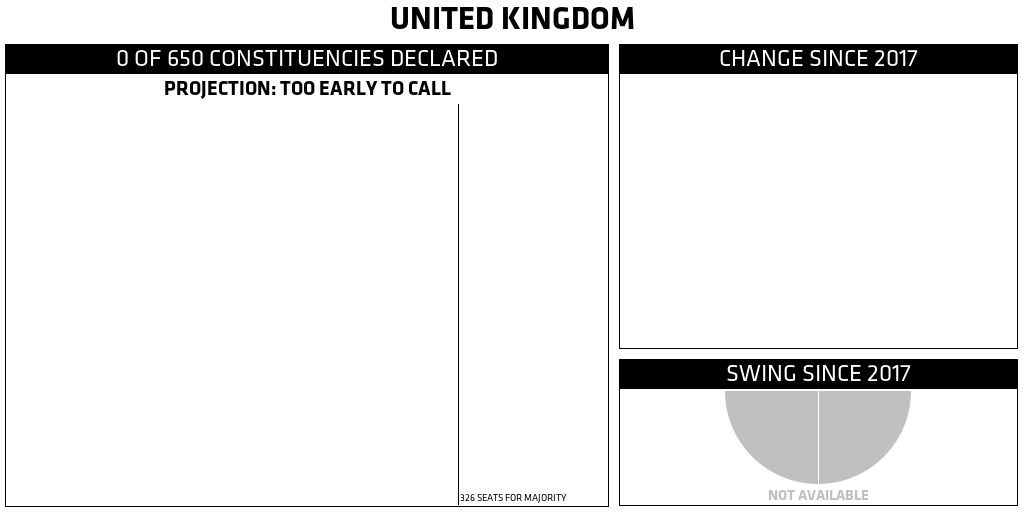 UNITED KINGDOM
0 OF 650 CONSTITUENCIES DECLARED
PROJECTION: TOO EARLY TO CALL
326 SEATS FOR MAJORITY
CHANGE SINCE 2017
SWING SINCE 2017
NOT AVAILABLE